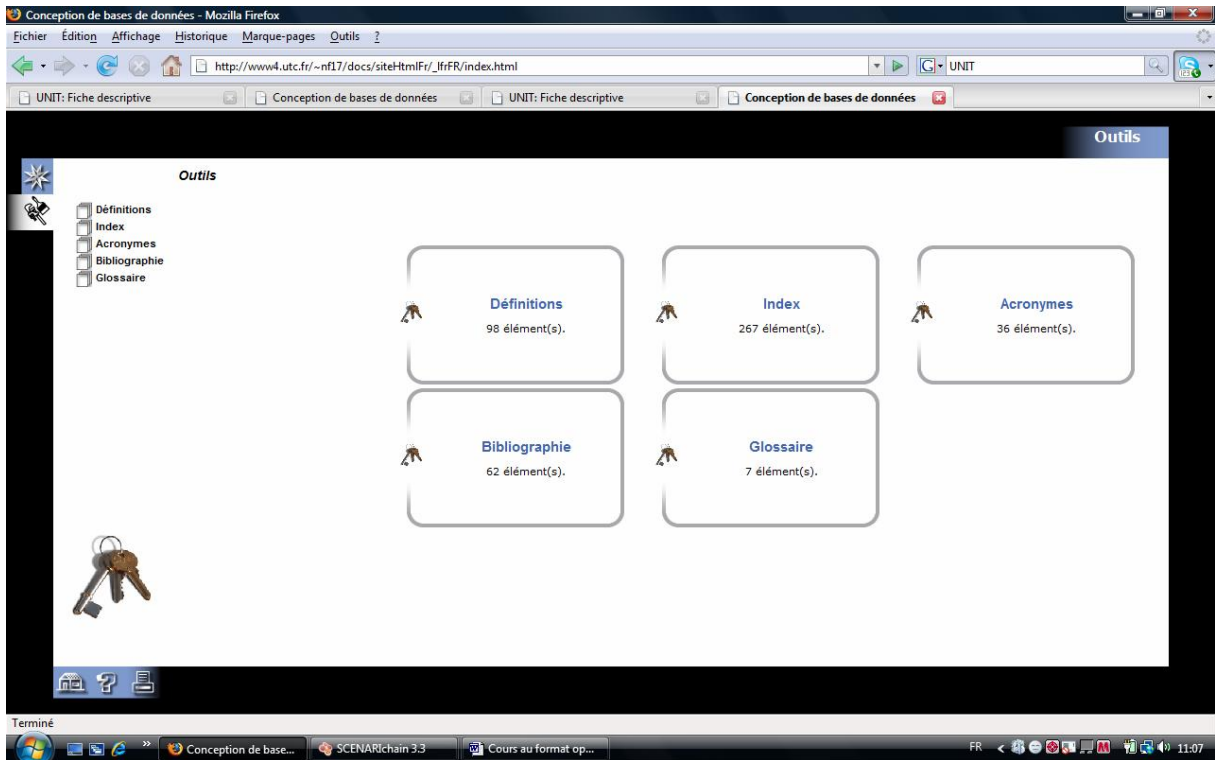 Conception de bases de données - Mozilla Firefox
Fichier Édition Affichage Historique Marque-pages Outils ?
http://www4.utc.fr/~nf17/docs/siteHtmlFr/_lfrFR/index.html
G UNIT
UNIT: Fiche descriptive Conception de bases de données UNIT: Fiche descriptive Conception de bases de données
Outils
Outils
Définitions
Index
Acronymes
Bibliographie
Glossaire
Définitions Index Acronymes
98 élément(s). 267 élément(s). 36 élément(s).
Bibliographie Glossaire
62 élément(s). 7 élément(s).
Terminé
Conception de base... SCENARIchain 3.3 Cours au format op... FR 11:07